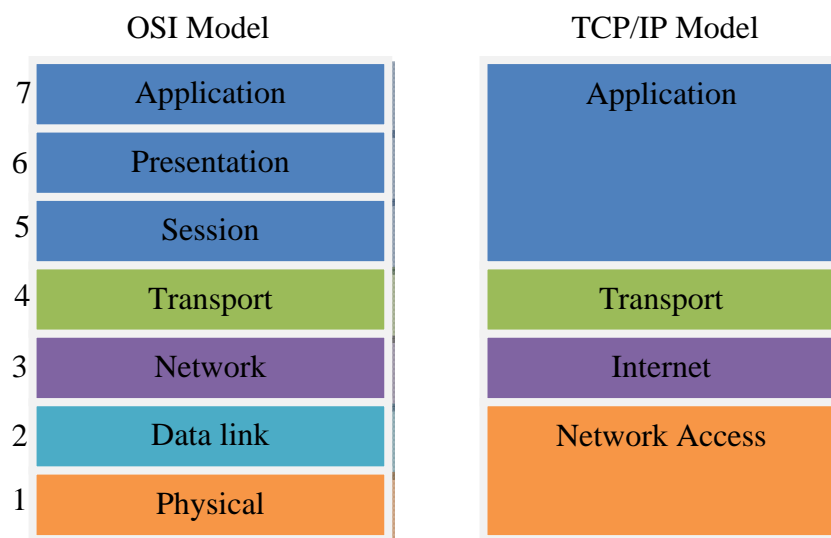 OSI Model
7 Application
6 Presentation
5 Session
4 Transport
3 Network
2 Data link
1 Physical
TCP/IP Model
Application
Transport
Internet
Network Access